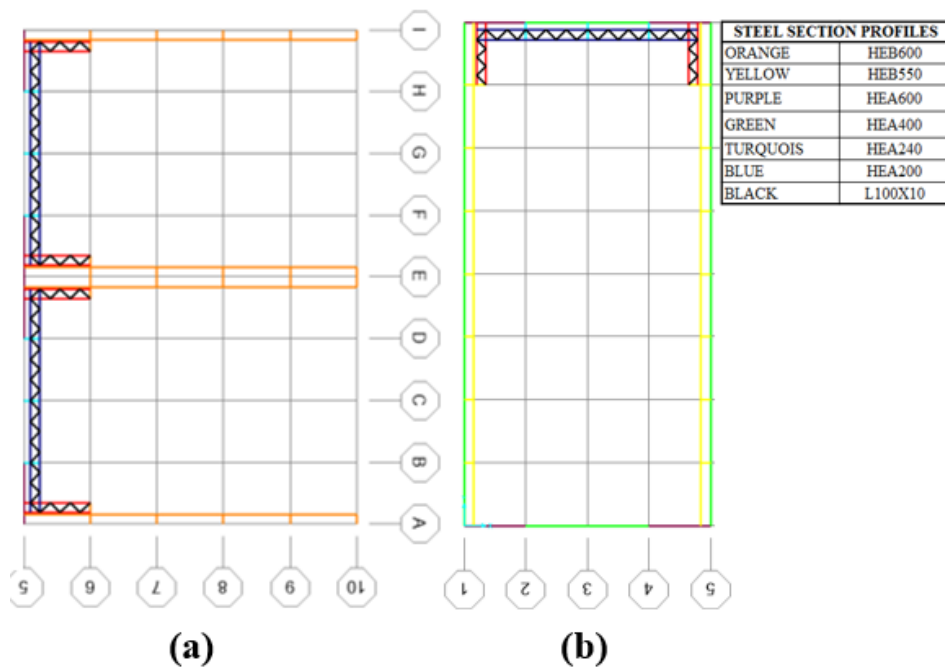 I
H
G
F
E
D
C
B
A
5 6 7 8 9 10
(a)
1 2 3 4 5
(b)
STEEL SECTION PROFILES
ORANGE HEB600
YELLOW HEB550
PURPLE HEA600
GREEN HEA400
TURQUOIS HEA240
BLUE HEA200
BLACK L100X10